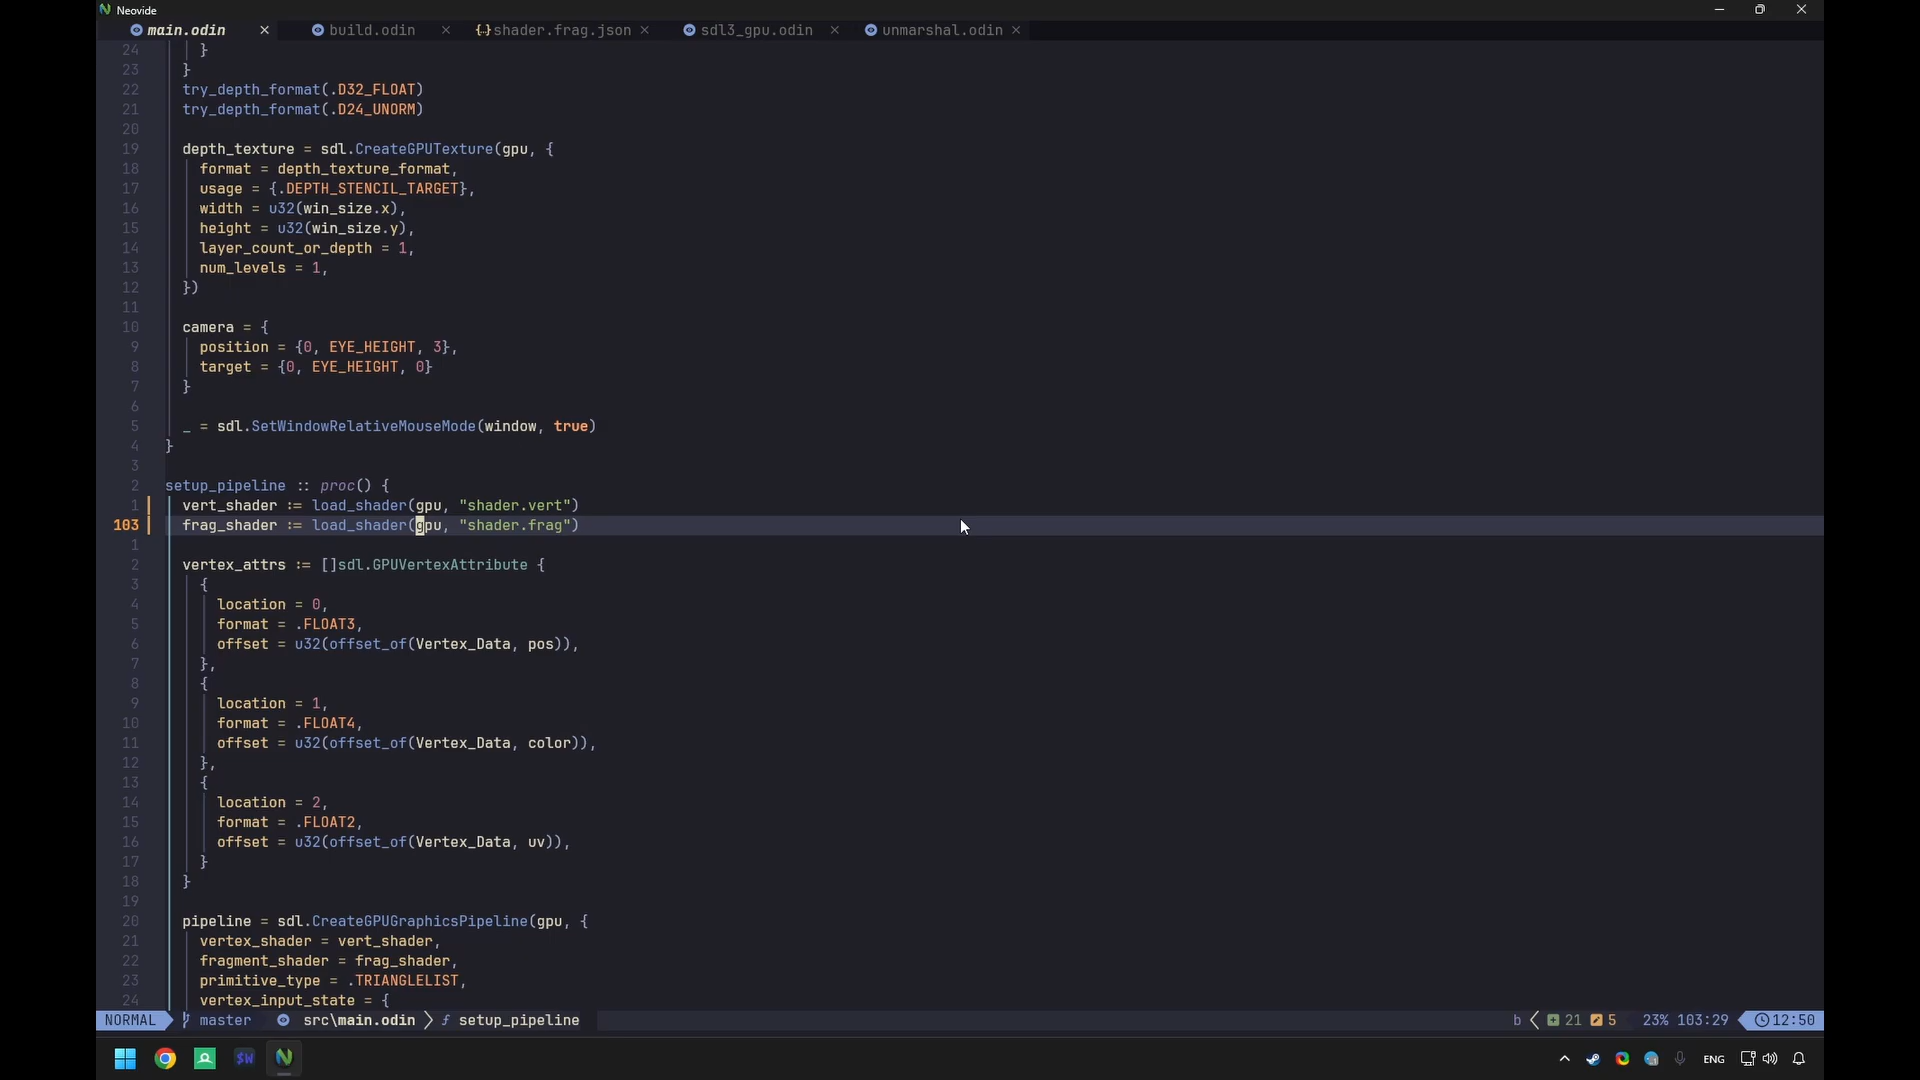 Neovide
main.odin build.odin {}shader.frag.json sdl3_gpu.odin unmarshal.odin
24 }
23 }
22 try_depth_format(.D32_FLOAT)
21 try_depth_format(.D24_UNORM)
20
19 depth_texture = sdl.CreateGPUTexture(gpu, {
18 format = depth_texture_format,
17 usage = {.DEPTH_STENCIL_TARGET},
16 width = u32(win_size.x),
15 height = u32(win_size.y),
14 layer_count_or_depth = 1,
13 num_levels = 1,
12 })
11
10 camera = {
9 position = {0, EYE_HEIGHT, 3},
8 target = {0, EYE_HEIGHT, 0}
7 }
6
5 _ = sdl.SetWindowRelativeMouseMode(window, true)
4 }
3
2 setup_pipeline :: proc() {
1 vert_shader := load_shader(gpu, "shader.vert")
103 frag_shader := load_shader(gpu, "shader.frag")
1
2 vertex_attrs := []sdl.GPUVertexAttribute {
3 {
4 location = 0,
5 format = .FLOAT3,
6 offset = u32(offset_of(Vertex_Data, pos)),
7 },
8 {
9 location = 1,
10 format = .FLOAT4,
11 offset = u32(offset_of(Vertex_Data, color)),
12 },
13 {
14 location = 2,
15 format = .FLOAT2,
16 offset = u32(offset_of(Vertex_Data, uv)),
17 }
18 }
19
20 pipeline = sdl.CreateGPUGraphicsPipeline(gpu, {
21 vertex_shader = vert_shader,
22 fragment_shader = frag_shader,
23 primitive_type = .TRIANGLELIST,
24 vertex_input_state = {
NORMAL master src\main.odin f setup_pipeline b 21 5 23% 103:29 12:50
$W ENG